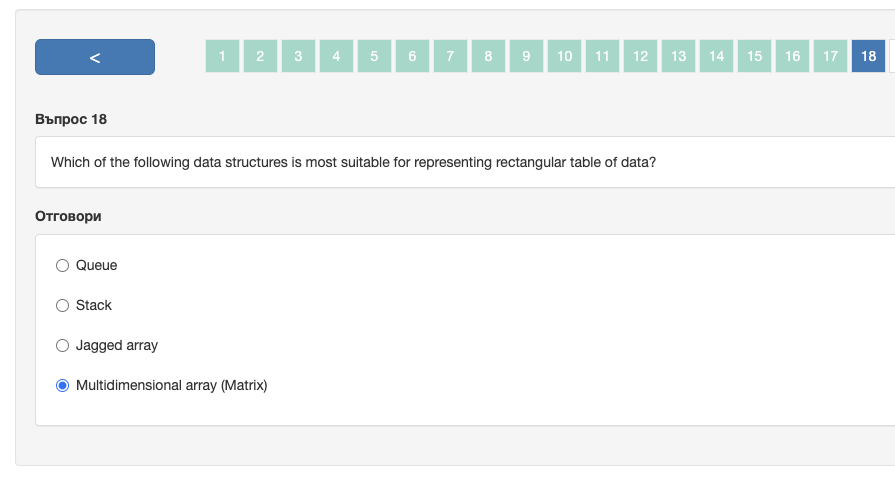 < 1 2 3 4 5 6 7 8 9 10 11 12 13 14 15 16 17 18
Въпрос 18
Which of the following data structures is most suitable for representing rectangular table of data?
Отговори
Queue
Stack
Jagged array
Multidimensional array (Matrix)